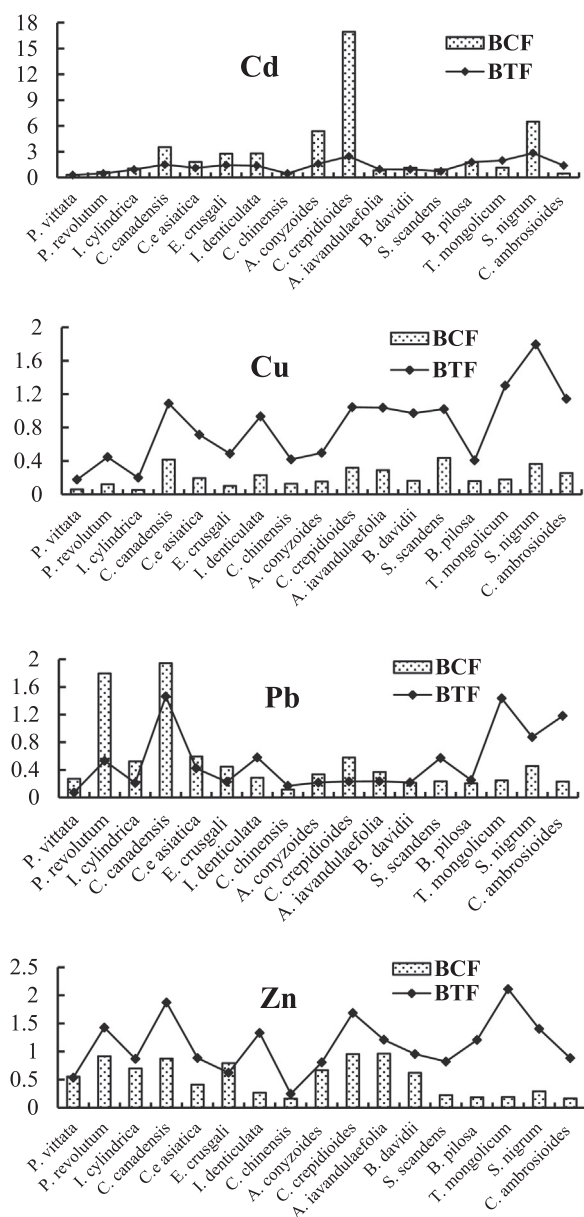 18
15
12
9
6
3
0
Cd
BCF
BTF
P. vittata
P. revolutum
I. cylindrica
C. canadensis
C.e asiatica
E. crusgali
I. denticulata
C. chinensis
A. conyzoides
C. crepidioides
A. iavandulaefolia
B. davidii
S. scandens
B. pilosa
T. mongolicum
S. nigrum
C. ambrosioides
2
1.6
1.2
0.8
0.4
0
Cu
BCF
BTF
P. vittata
P. revolutum
I. cylindrica
C. canadensis
C.e asiatica
E. crusgali
I. denticulata
C. chinensis
A. conyzoides
C. crepidioides
A. iavandulaefolia
B. davidii
S. scandens
B. pilosa
T. mongolicum
S. nigrum
C. ambrosioides
2
1.6
1.2
0.8
0.4
0
Pb
BCF
BTF
P. vittata
P. revolutum
I. cylindrica
C. canadensis
C.e asiatica
E. crusgali
I. denticulata
C. chinensis
A. conyzoides
C. crepidioides
A. iavandulaefolia
B. davidii
S. scandens
B. pilosa
T. mongolicum
S. nigrum
C. ambrosioides
2.5
2
1.5
1
0.5
0
Zn
BCF
BTF
P. vittata
P. revolutum
I. cylindrica
C. canadensis
C.e asiatica
E. crusgali
I. denticulata
C. chinensis
A. conyzoides
C. crepidioides
A. iavandulaefolia
B. davidii
S. scandens
B. pilosa
T. mongolicum
S. nigrum
C. ambrosioides